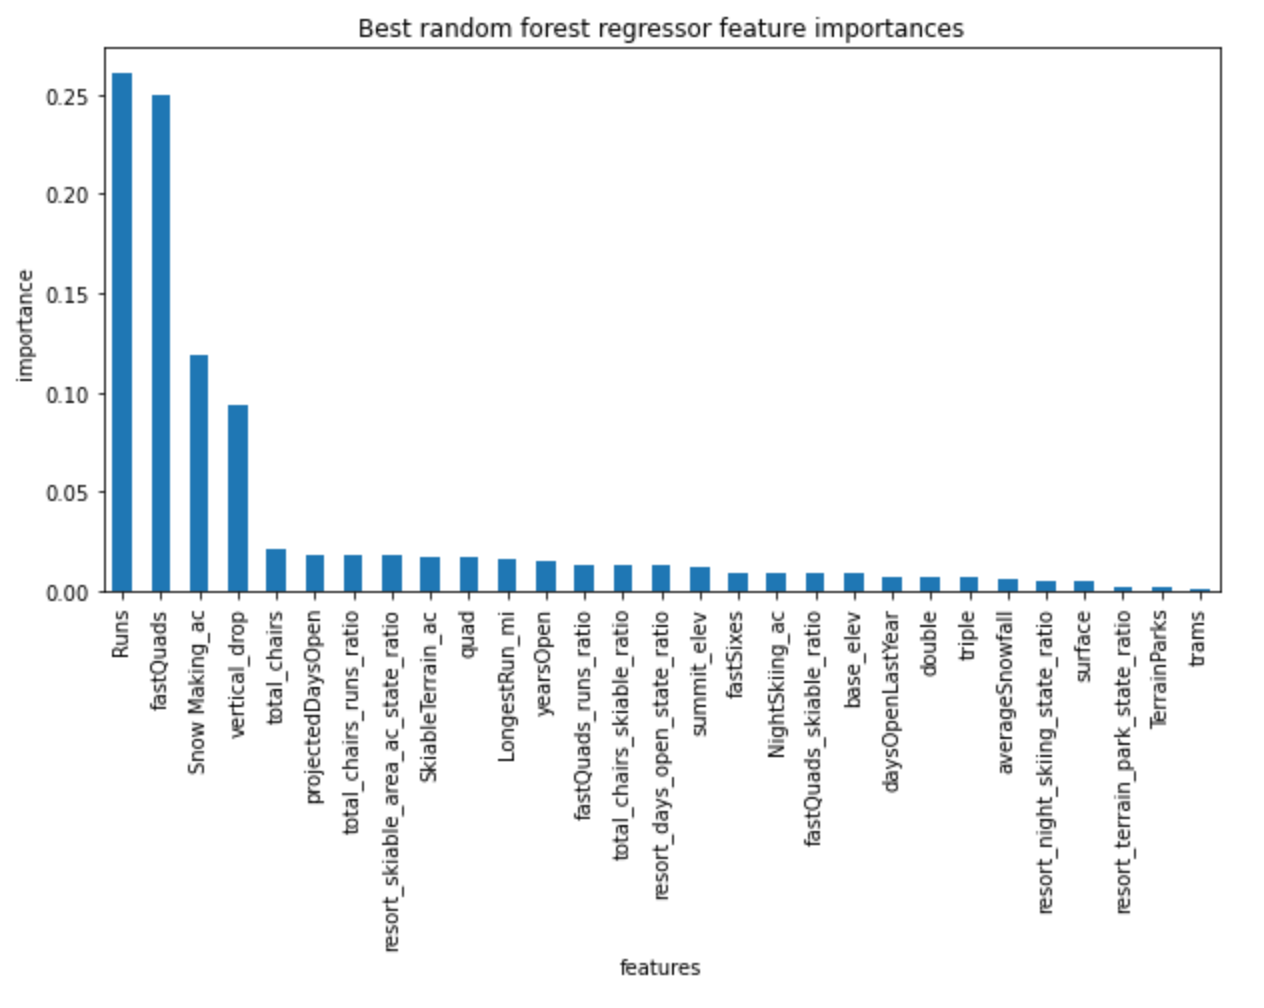 Best random forest regressor feature importances
importance
0.25
0.20
0.15
0.10
0.05
0.00
Runs
fastQuads
Snow Making_ac
vertical_drop
total_chairs
projectedDaysOpen
total_chairs_runs_ratio
resort_skiable_area_ac_state_ratio
SkiableTerrain_ac
quad
LongestRun_mi
yearsOpen
fastQuads_runs_ratio
total_chairs_skiable_ratio
resort_days_open_state_ratio
summit_elev
fastSixes
NightSkiing_ac
fastQuads_skiable_ratio
base_elev
daysOpenLastYear
double
triple
averageSnowfall
resort_night_skiing_state_ratio
surface
resort_terrain_park_state_ratio
TerrainParks
trams
features